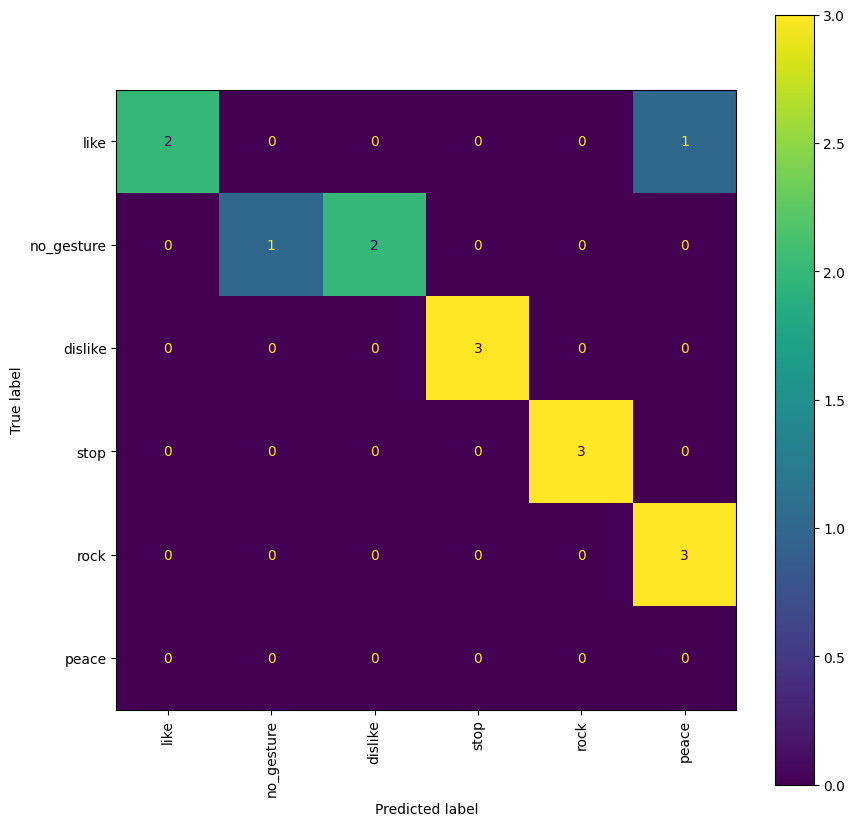 3.0
like 2 0 0 0 0 1
2.5
no_gesture 0 1 2 0 0 0
2.0
dislike 0 0 0 3 0 0
1.5
True label
stop 0 0 0 0 3 0
1.0
rock 0 0 0 0 0 3
0.5
peace 0 0 0 0 0 0
0.0
like no_gesture dislike stop rock peace
Predicted label